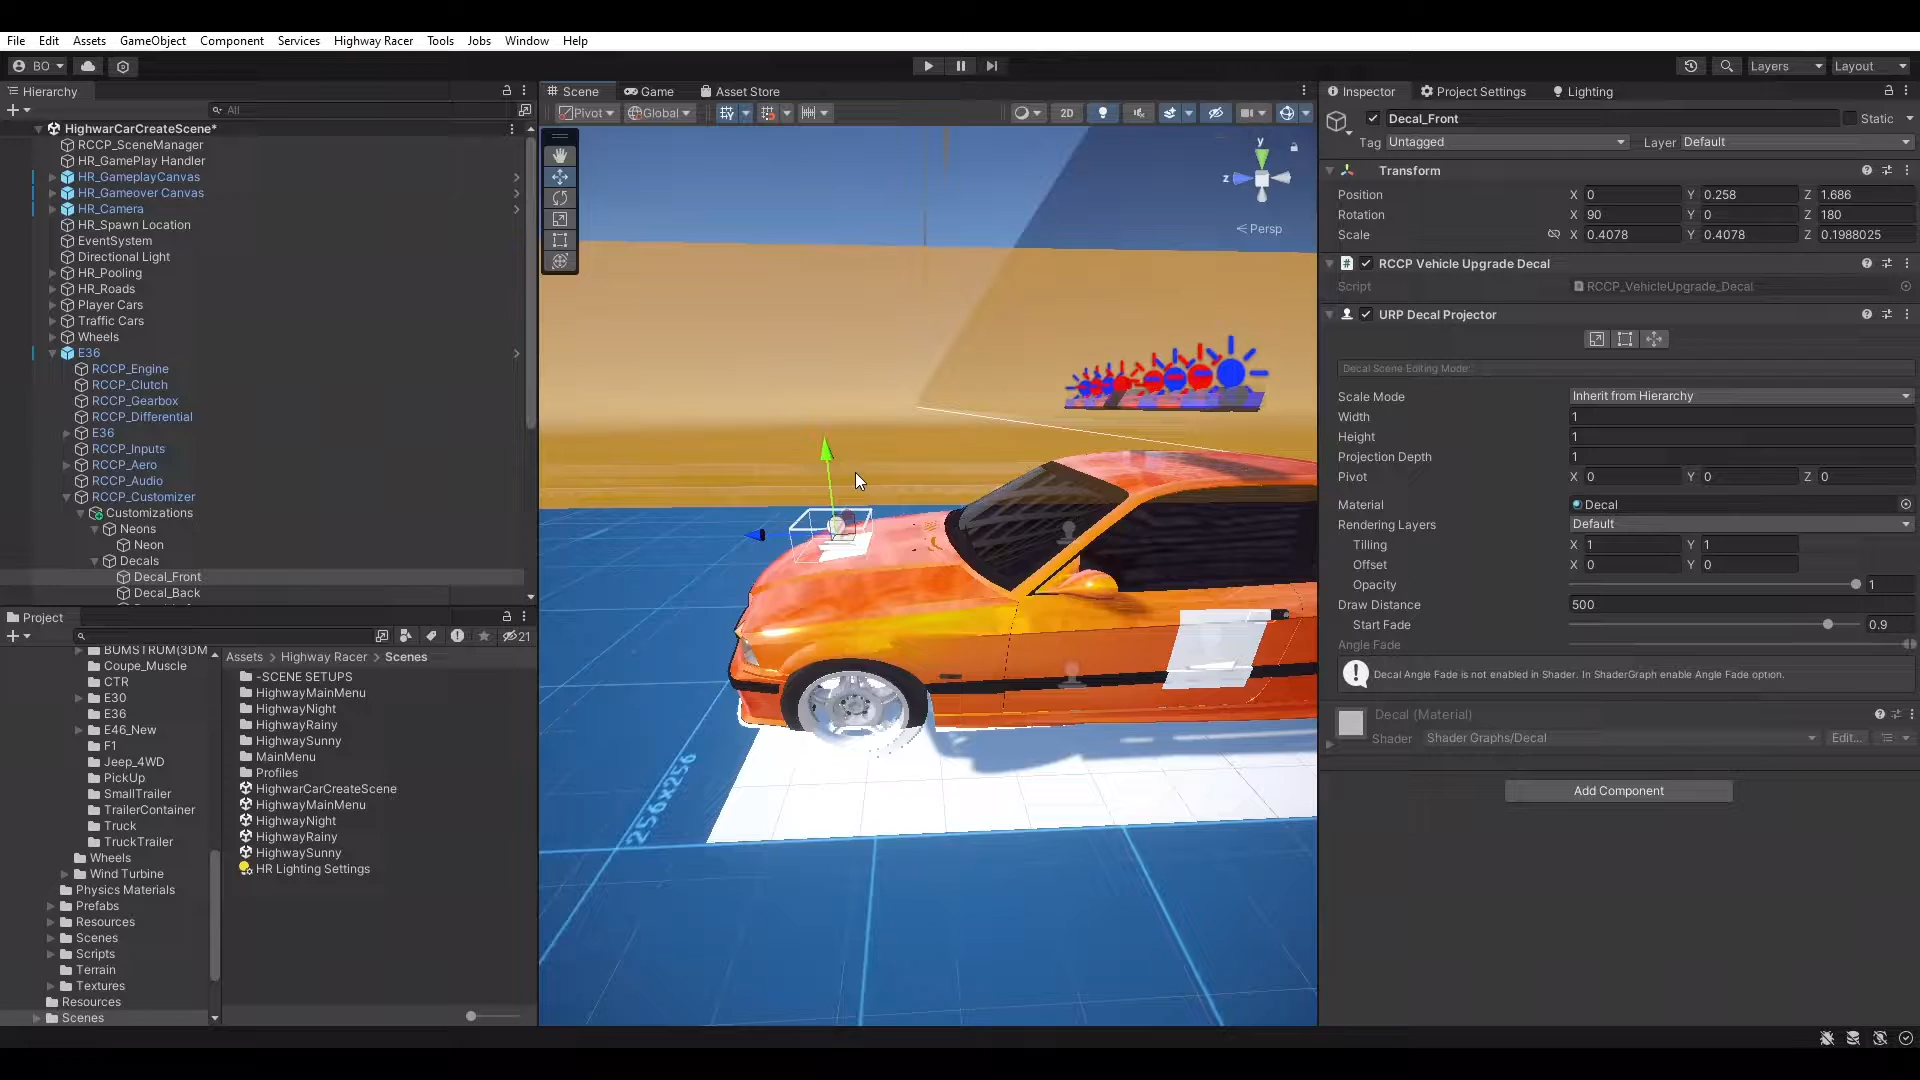 File Edit Assets GameObject Component Services Highway Racer Tools Jobs Window Help
BO
Layers
Layout
Hierarchy
All
HighwarCarCreateScene*
RCCP_SceneManager
HR_GamePlay Handler
HR_GameplayCanvas
HR_Gameover Canvas
HR_Camera
HR_Spawn Location
EventSystem
Directional Light
HR_Pooling
HR_Roads
Player Cars
Traffic Cars
Wheels
E36
RCCP_Engine
RCCP_Clutch
RCCP_Gearbox
RCCP_Differential
E36
RCCP_Inputs
RCCP_Aero
RCCP_Audio
RCCP_Customizer
Customizations
Neons
Neon
Decals
Decal_Front
Decal_Back
Project
21
BUMSTRUM(3DM
Coupe_Muscle
CTR
E30
E36
E46_New
F1
Jeep_4WD
PickUp
SmallTrailer
TrailerContainer
Truck
TruckTrailer
Wheels
Wind Turbine
Physics Materials
Prefabs
Resources
Scenes
Scripts
Terrain
Textures
Resources
Scenes
Assets > Highway Racer > Scenes
-SCENE SETUPS
HighwayMainMenu
HighwayNight
HighwayRainy
HighwaySunny
MainMenu
Profiles
HighwarCarCreateScene
HighwayMainMenu
HighwayNight
HighwayRainy
HighwaySunny
HR Lighting Settings
Scene Game Asset Store
Pivot Global 2D
y
z
< Persp
256x256
Inspector Project Settings Lighting
Decal_Front Static
Tag Untagged Layer Default
Transform
Position X 0 Y 0.258 Z 1.686
Rotation X 90 Y 0 Z 180
Scale X 0.4078 Y 0.4078 Z 0.1988025
# RCCP Vehicle Upgrade Decal
Script RCCP_VehicleUpgrade_Decal
URP Decal Projector
Decal Scene Editing Mode:
Scale Mode Inherit from Hierarchy
Width 1
Height 1
Projection Depth 1
Pivot X 0 Y 0 Z 0
Material Decal
Rendering Layers Default
Tilling X 1 Y 1
Offset X 0 Y 0
Opacity 1
Draw Distance 500
Start Fade 0.9
Angle Fade
Decal Angle Fade is not enabled in Shader. In ShaderGraph enable Angle Fade option.
Decal (Material)
Shader Shader Graphs/Decal Edit...
Add Component